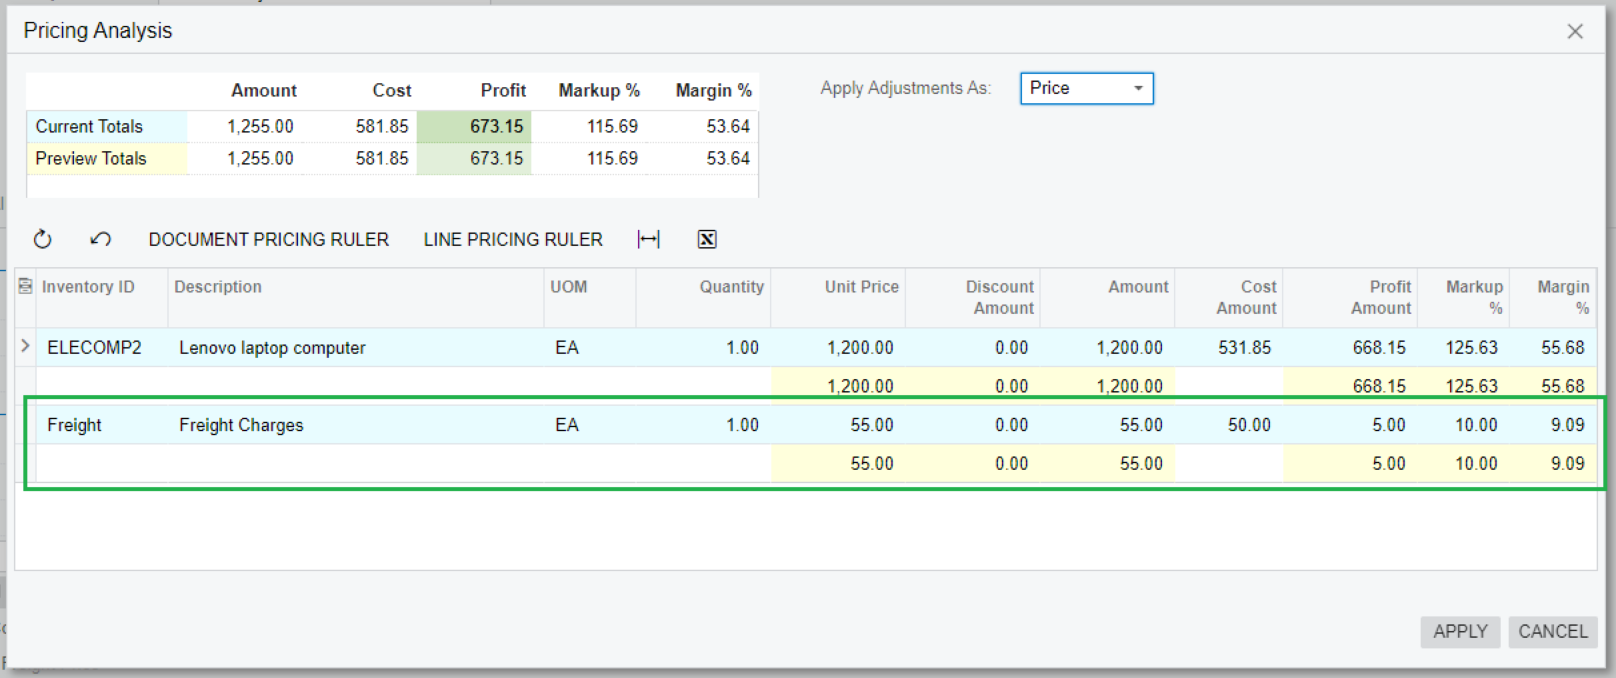 Pricing Analysis
Amount Cost Profit Markup % Margin %
Current Totals 1,255.00 581.85 673.15 115.69 53.64
Preview Totals 1,255.00 581.85 673.15 115.69 53.64
Apply Adjustments As: Price
DOCUMENT PRICING RULER LINE PRICING RULER
Inventory ID Description UOM Quantity Unit Price Discount Amount Amount Cost Amount Profit Amount Markup % Margin %
ELECOMP2 Lenovo laptop computer EA 1.00 1,200.00 0.00 1,200.00 531.85 668.15 125.63 55.68
1,200.00 0.00 1,200.00 668.15 125.63 55.68
Freight Freight Charges EA 1.00 55.00 0.00 55.00 50.00 5.00 10.00 9.09
55.00 0.00 55.00 5.00 10.00 9.09
APPLY CANCEL